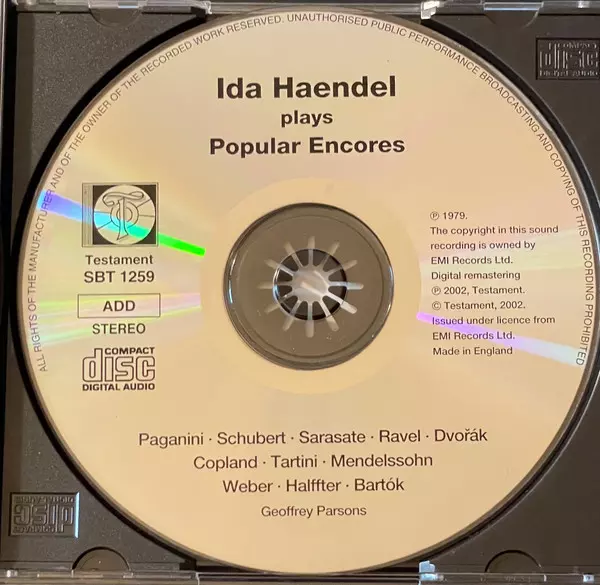 ALL RIGHTS OF THE MANUFACTURER AND OF THE OWNER OF THE RECORDED WORK RESERVED. UNAUTHORISED PUBLIC PERFORMANCE BROADCASTING AND COPYING OF THIS RECORDING PROHIBITED
Ida Haendel
plays
Popular Encores
Testament
SBT 1259
ADD
STEREO
COMPACT
disc
DIGITAL AUDIO
℗ 1979.
The copyright in this sound
recording is owned by
EMI Records Ltd.
Digital remastering
℗ 2002, Testament.
© Testament, 2002.
Issued under licence from
EMI Records Ltd.
Made in England
Paganini · Schubert · Sarasate · Ravel · Dvořák
Copland · Tartini · Mendelssohn
Weber · Halffter · Bartók
Geoffrey Parsons
COMPACT
disc